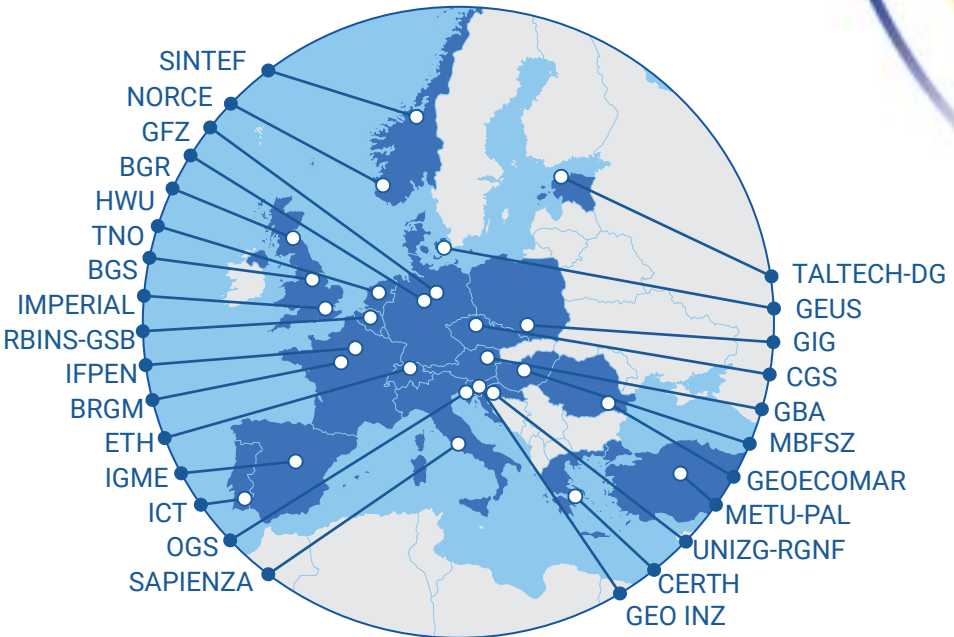 SINTEF
NORCE
GFZ
BGR
HWU
TNO
BGS
IMPERIAL
RBINS-GSB
IFPEN
BRGM
ETH
IGME
ICT
OGS
SAPIENZA
TALTECH-DG
GEUS
GIG
CGS
GBA
MBFSZ
GEOECOMAR
METU-PAL
UNIZG-RGNF
CERTH
GEO INZ